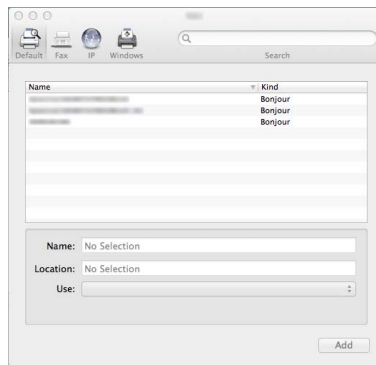 Default Fax IP Windows Search
Name Kind
Bonjour
Bonjour
Bonjour
Name: No Selection
Location: No Selection
Use:
Add